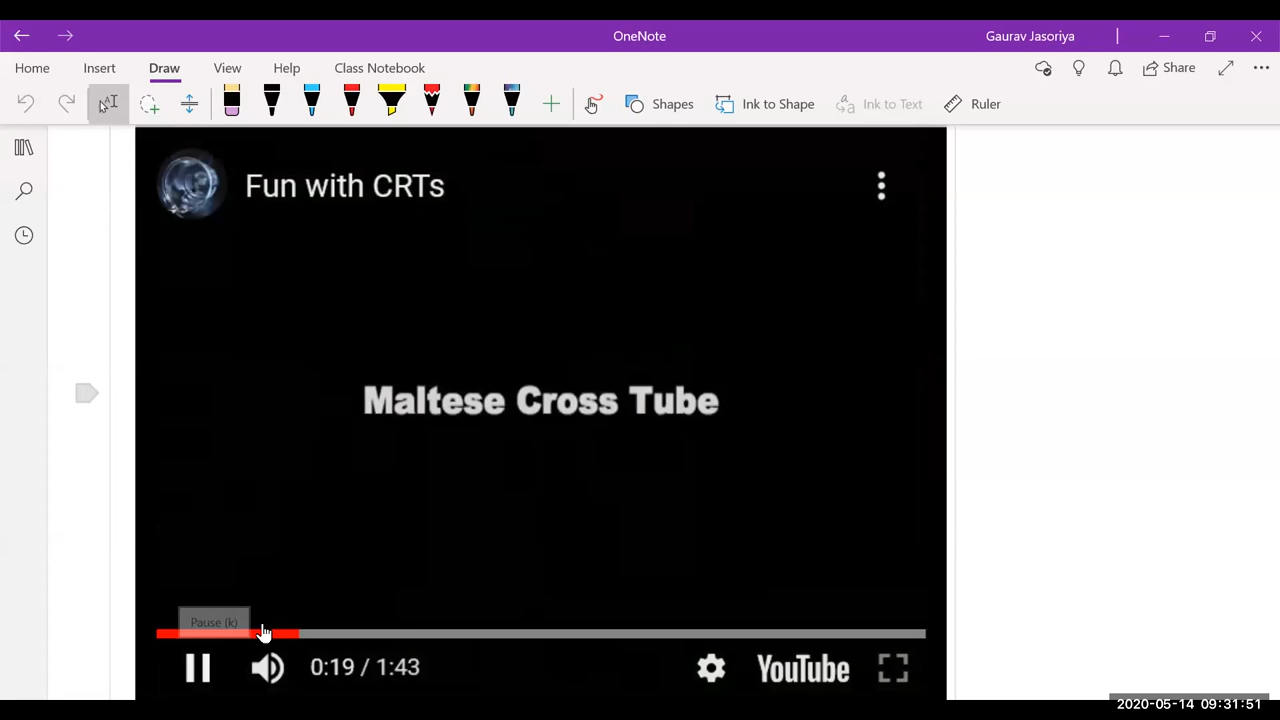 OneNote
Gaurav Jasoriya
Home Insert Draw View Help Class Notebook Share
Shapes Ink to Shape Ink to Text Ruler
Fun with CRTs
Maltese Cross Tube
Pause (k)
0:19 / 1:43 YouTube
2020-05-14 09:31:51